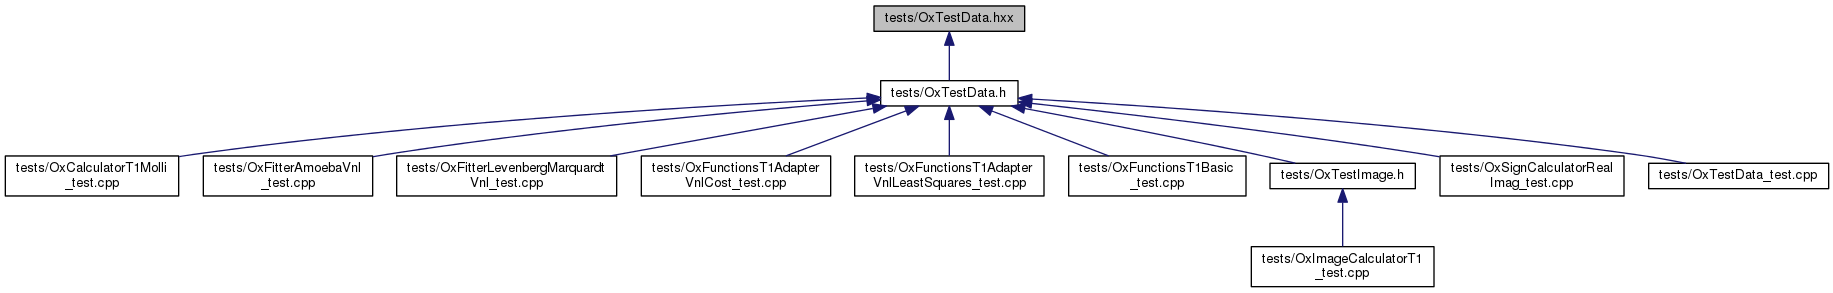 tests/OxTestData.hxx
tests/OxTestData.h
tests/OxCalculatorT1Molli
_test.cpp
tests/OxFitterAmoebaVnl
_test.cpp
tests/OxFitterLevenbergMarquardt
Vnl_test.cpp
tests/OxFunctionsT1Adapter
VnlCost_test.cpp
tests/OxFunctionsT1Adapter
VnlLeastSquares_test.cpp
tests/OxFunctionsT1Basic
_test.cpp
tests/OxTestImage.h
tests/OxSignCalculatorReal
Imag_test.cpp
tests/OxTestData_test.cpp
tests/OxImageCalculatorT1
_test.cpp